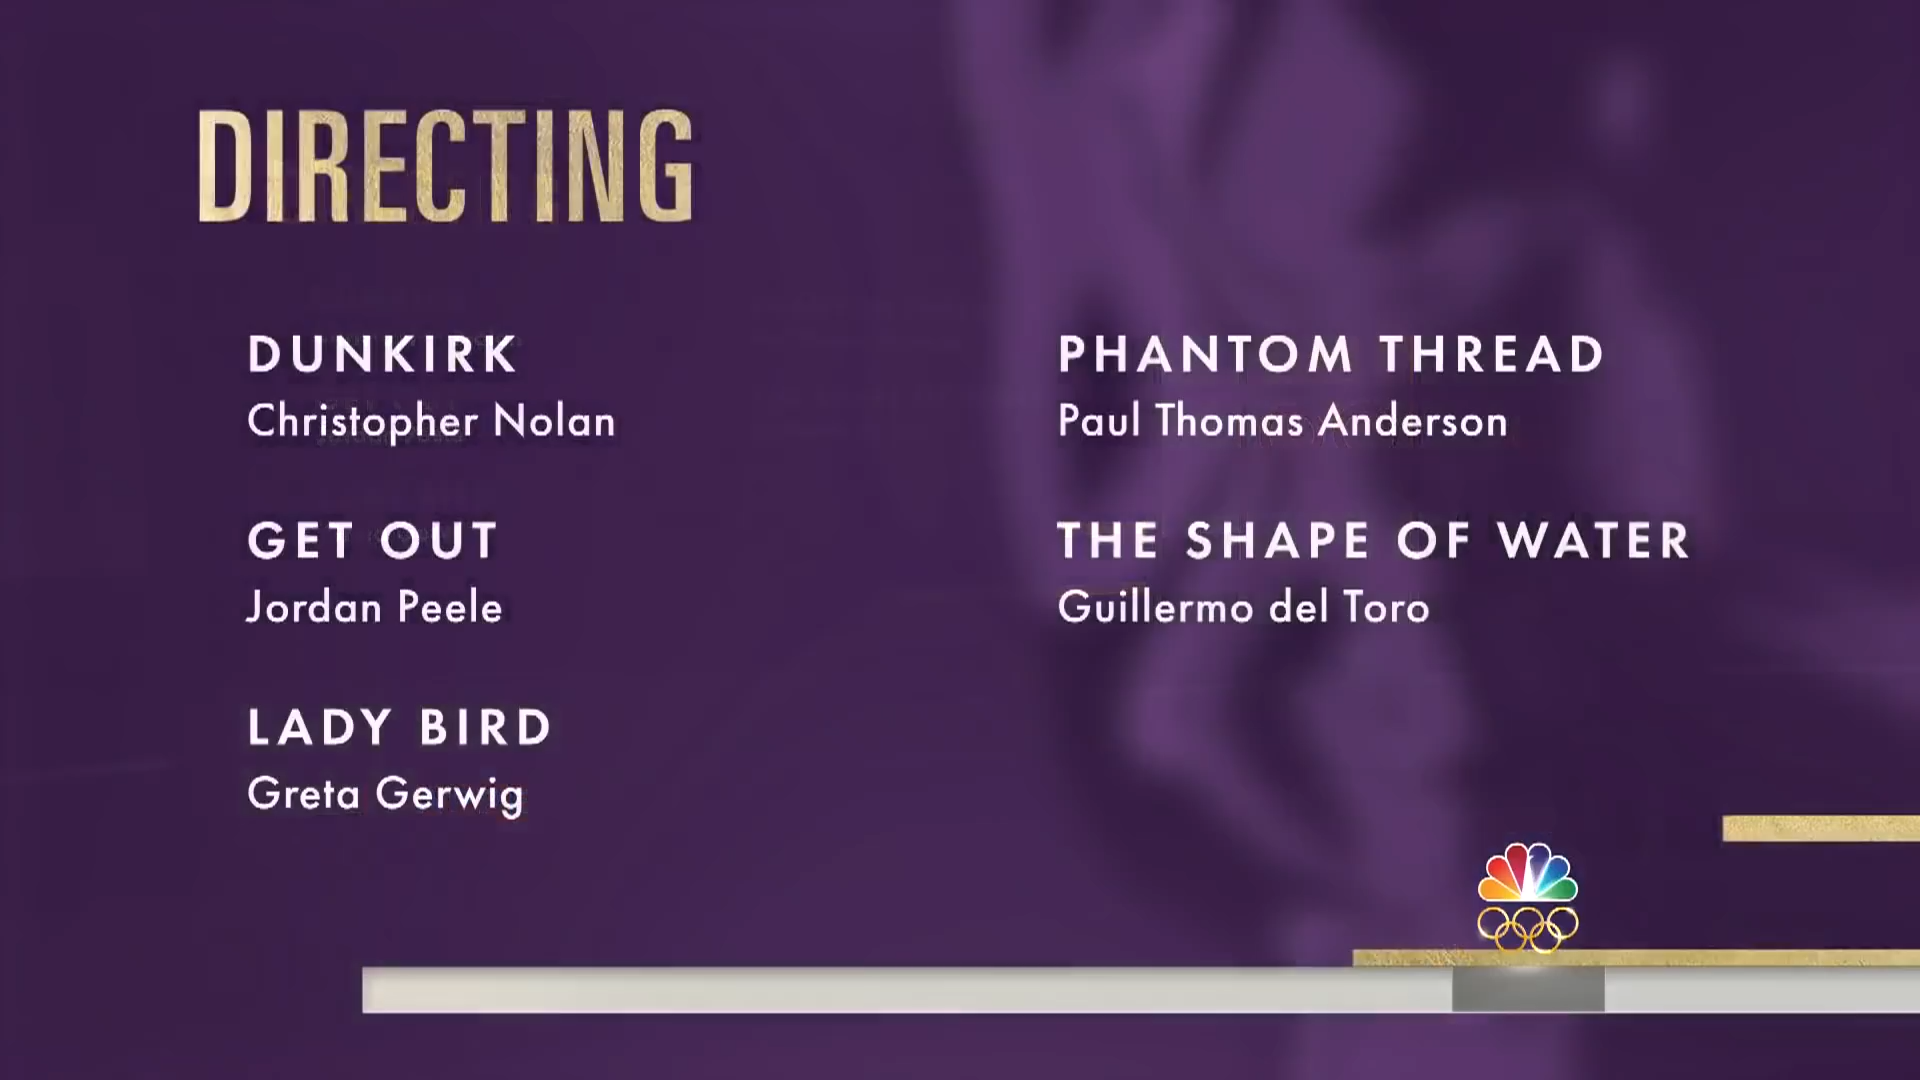 DIRECTING
DUNKIRK
Christopher Nolan
GET OUT
Jordan Peele
LADY BIRD
Greta Gerwig
PHANTOM THREAD
Paul Thomas Anderson
THE SHAPE OF WATER
Guillermo del Toro